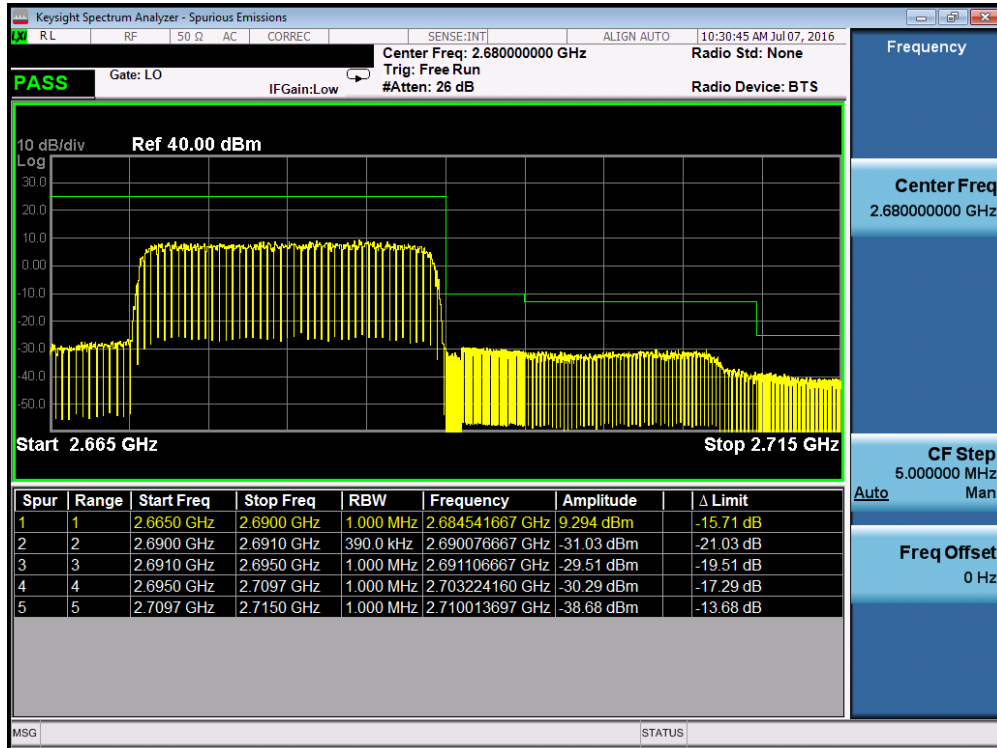 Keysight Spectrum Analyzer - Spurious Emissions
LXI RL RF 50 Ω AC CORREC SENSE:INT ALIGN AUTO 10:30:45 AM Jul 07, 2016
Center Freq: 2.680000000 GHz Radio Std: None
PASS Gate: LO Trig: Free Run
IFGain:Low #Atten: 26 dB Radio Device: BTS
10 dB/div Ref 40.00 dBm
Log
30.0
20.0
10.0
0.00
-10.0
-20.0
-30.0
-40.0
-50.0
Start 2.665 GHz Stop 2.715 GHz
Spur Range Start Freq Stop Freq RBW Frequency Amplitude Δ Limit
1 1 2.6650 GHz 2.6900 GHz 1.000 MHz 2.684541667 GHz 9.294 dBm -15.71 dB
2 2 2.6900 GHz 2.6910 GHz 390.0 kHz 2.690076667 GHz -31.03 dBm -21.03 dB
3 3 2.6910 GHz 2.6950 GHz 1.000 MHz 2.691106667 GHz -29.51 dBm -19.51 dB
4 4 2.6950 GHz 2.7097 GHz 1.000 MHz 2.703224160 GHz -30.29 dBm -17.29 dB
5 5 2.7097 GHz 2.7150 GHz 1.000 MHz 2.710013697 GHz -38.68 dBm -13.68 dB
MSG STATUS
Frequency
Center Freq
2.680000000 GHz
CF Step
5.000000 MHz
Auto Man
Freq Offset
0 Hz